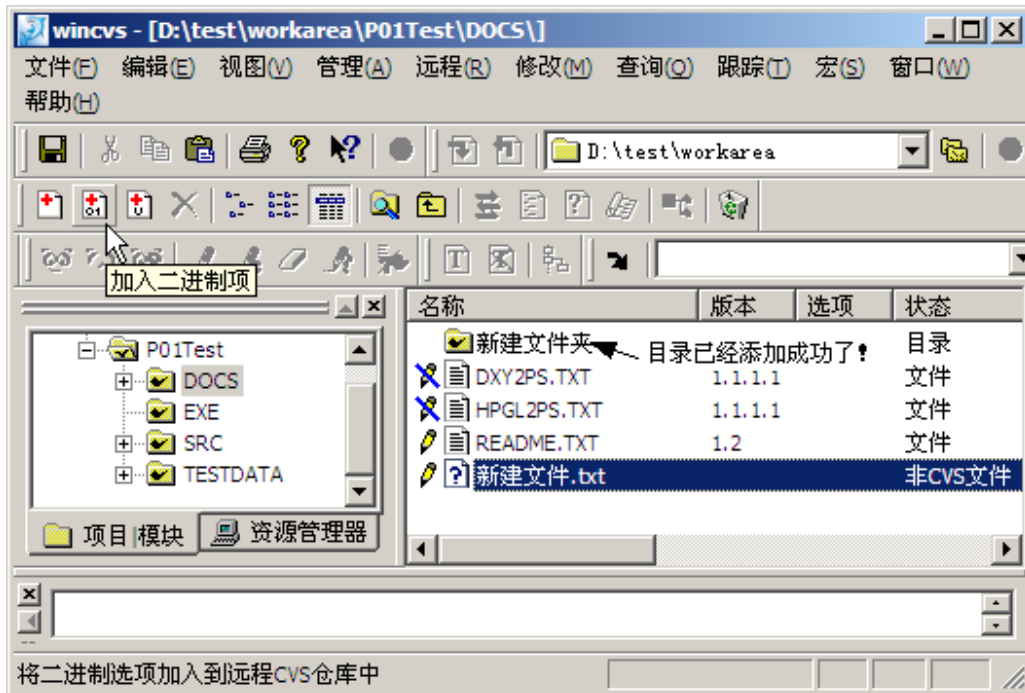 wincvs - [D:\test\workarea\P01Test\DOCS\]
文件(F) 编辑(E) 视图(V) 管理(A) 远程(R) 修改(M) 查询(Q) 跟踪(T) 宏(S) 窗口(W)
帮助(H)
D:\test\workarea
加入二进制项
名称 版本 选项 状态
P01Test
DOCS
EXE
SRC
TESTDATA
项目|模块 资源管理器
新建文件夹 目录已经添加成功了! 目录
DXY2PS.TXT 1.1.1.1 文件
HPGL2PS.TXT 1.1.1.1 文件
README.TXT 1.2 文件
新建文件.txt 非CVS文件
将二进制选项加入到远程CVS仓库中